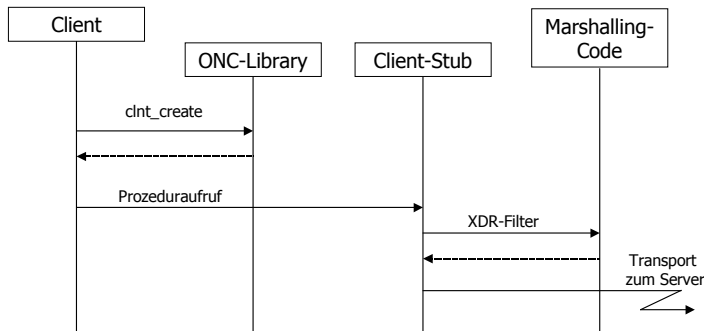 Client
ONC-Library
Client-Stub
Marshalling-
Code
clnt_create
Prozeduraufruf
XDR-Filter
Transport
zum Server